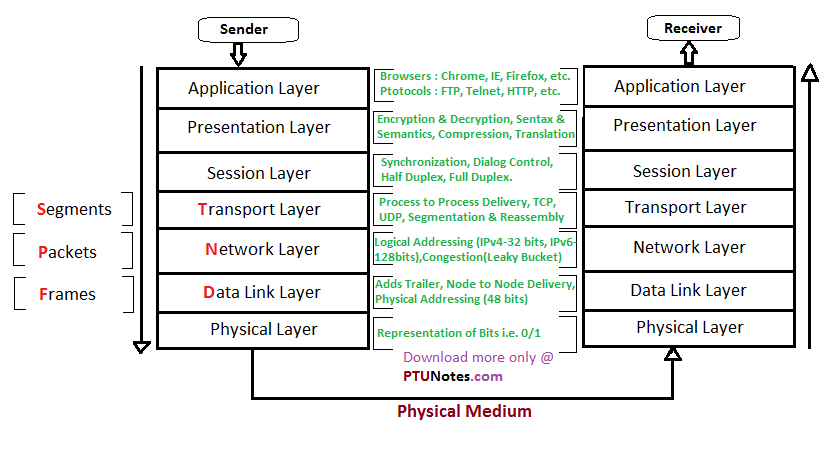 Sender
Receiver
Application Layer
Browsers : Chrome, IE, Firefox, etc.
Ptotocols : FTP, Telnet, HTTP, etc.
Application Layer
Presentation Layer
Encryption & Decryption, Sentax &
Semantics, Compression, Translation
Presentation Layer
Session Layer
Synchronization, Dialog Control,
Half Duplex, Full Duplex.
Session Layer
Segments
Transport Layer
Process to Process Delivery, TCP,
UDP, Segmentation & Reassembly
Transport Layer
Packets
Network Layer
Logical Addressing (IPv4-32 bits, IPv6-
128bits),Congestion(Leaky Bucket)
Network Layer
Frames
Data Link Layer
Adds Trailer, Node to Node Delivery,
Physical Addressing (48 bits)
Data Link Layer
Physical Layer
Representation of Bits i.e. 0/1
Physical Layer
Download more only @
PTUNotes.com
Physical Medium